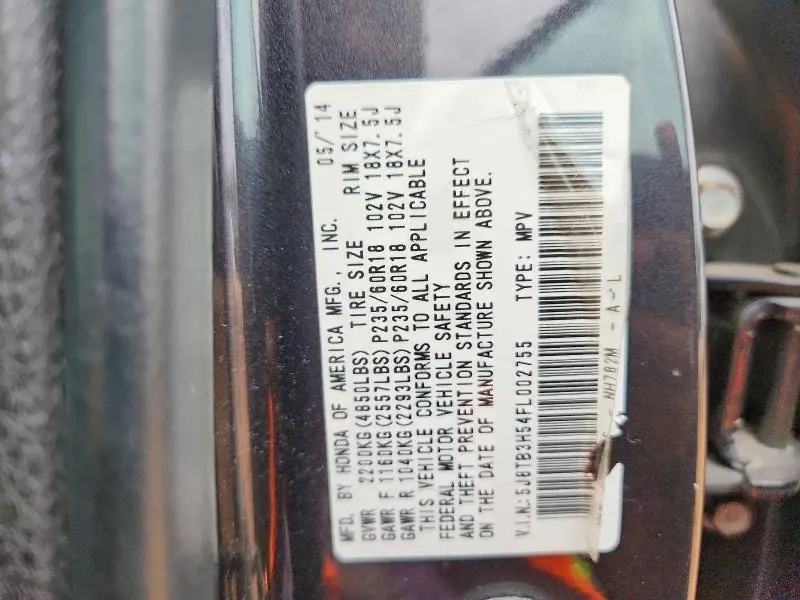 MFD. BY HONDA OF AMERICA MFG., INC. 05/'14
GVWR 2200KG(4850LBS) TIRE SIZE RIM SIZE
GAWR F 1160KG(2557LBS)P235/60R18 102V 18X7.5J
GAWR R 1040KG(2293LBS)P235/60R18 102V 18X7.5J
THIS VEHICLE CONFORMS TO ALL APPLICABLE
FEDERAL MOTOR VEHICLE SAFETY
AND THEFT PREVENTION STANDARDS IN EFFECT
ON THE DATE OF MANUFACTURE SHOWN ABOVE.
V.I.N.:5J8TB3H54FL002755 TYPE: MPV
NH782M - A - L